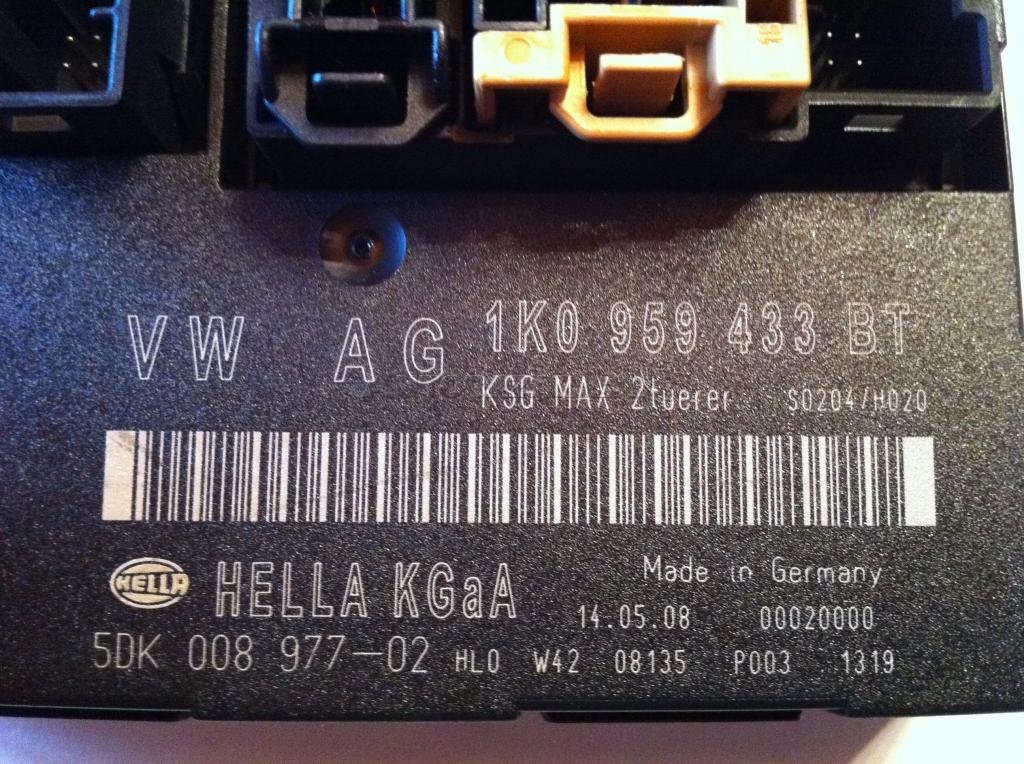 VW AG 1K0 959 433 BT
KSG MAX 2tuerer S0204/H020
HELLA HELLA KGaA Made in Germany
14.05.08 00020000
5DK 008 977-02 HLO W42 08135 P003 1319